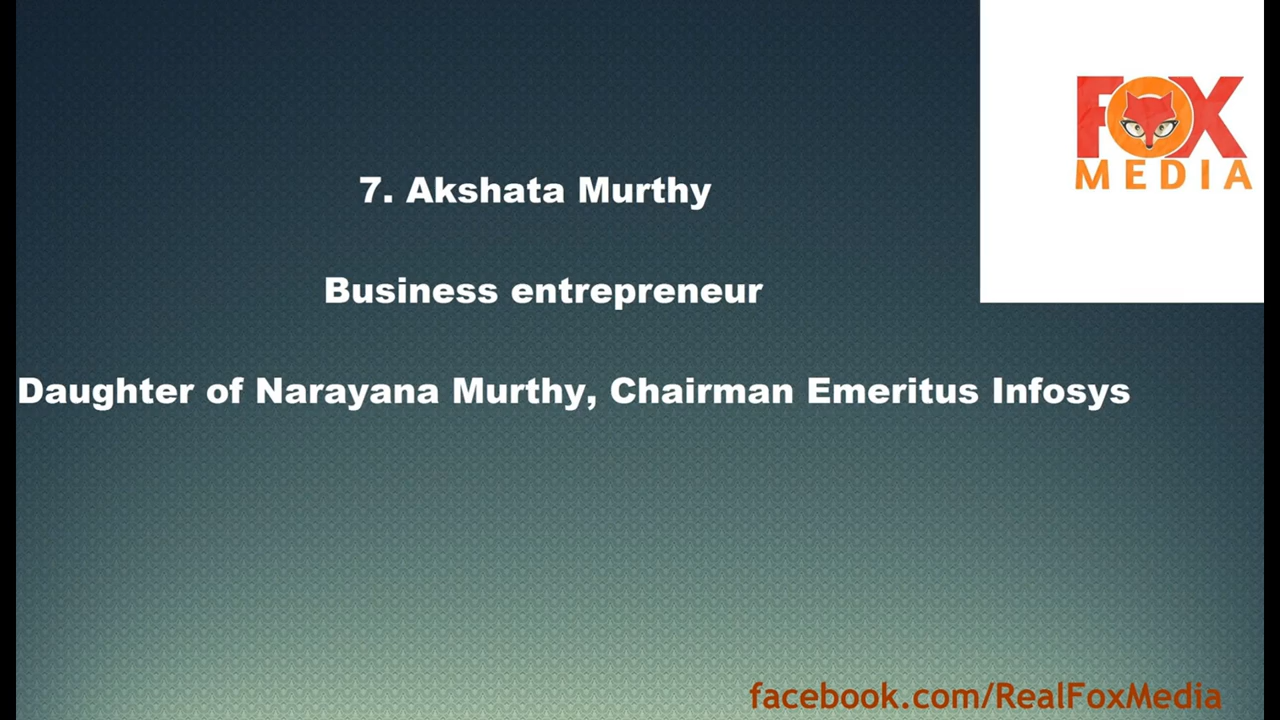 FOX
MEDIA
7. Akshata Murthy
Business entrepreneur
Daughter of Narayana Murthy, Chairman Emeritus Infosys
facebook.com/RealFoxMedia